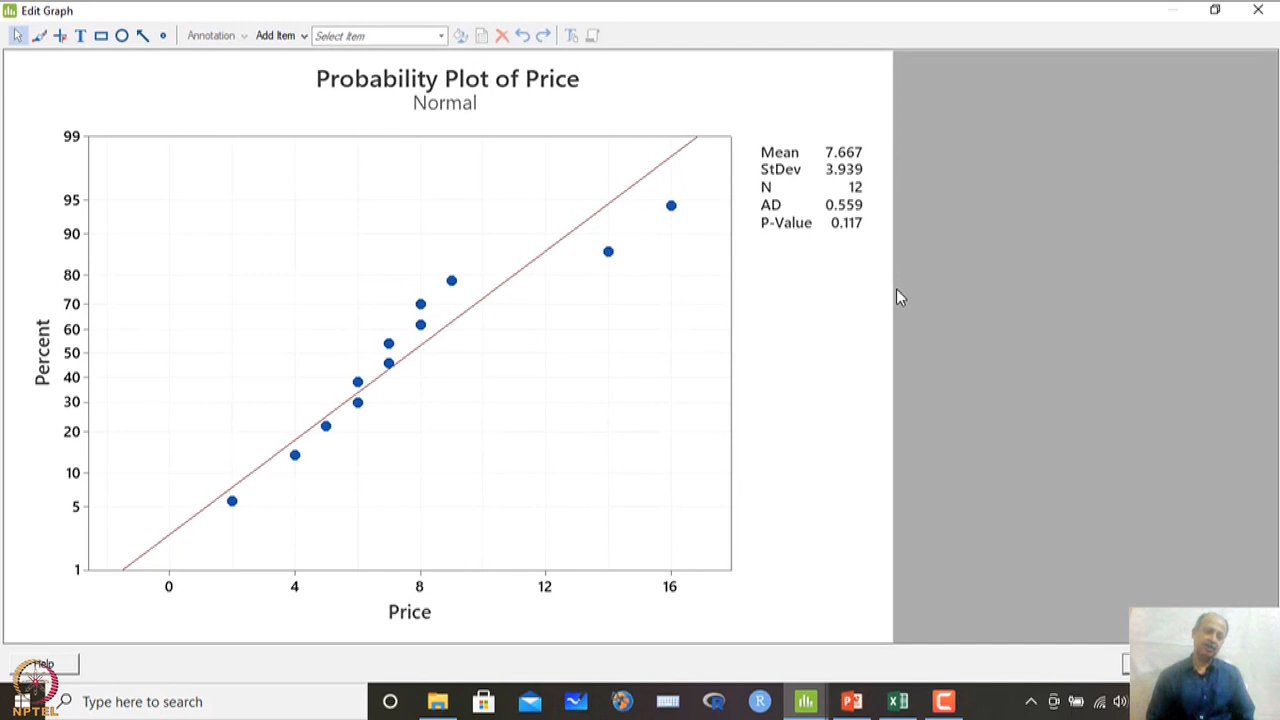 Edit Graph
T
Annotation
Add Item
Select Item
Probability Plot of Price
Normal
99
95
90
80
70
60
50
40
30
20
10
5
1
Percent
0
4
8
12
16
Price
Mean 7.667
StDev 3.939
N 12
AD 0.559
P-Value 0.117
Help
NPTEL
Type here to search